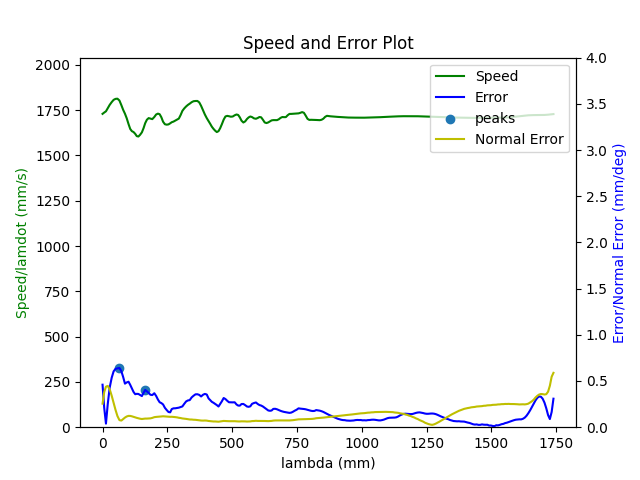 Speed and Error Plot
Speed
Error
peaks
Normal Error
Speed/lamdot (mm/s)
2000
1750
1500
1250
1000
750
500
250
0
4.0
3.5
3.0
2.5
2.0
1.5
1.0
0.5
0.0
Error/Normal Error (mm/deg)
0 250 500 750 1000 1250 1500 1750
lambda (mm)